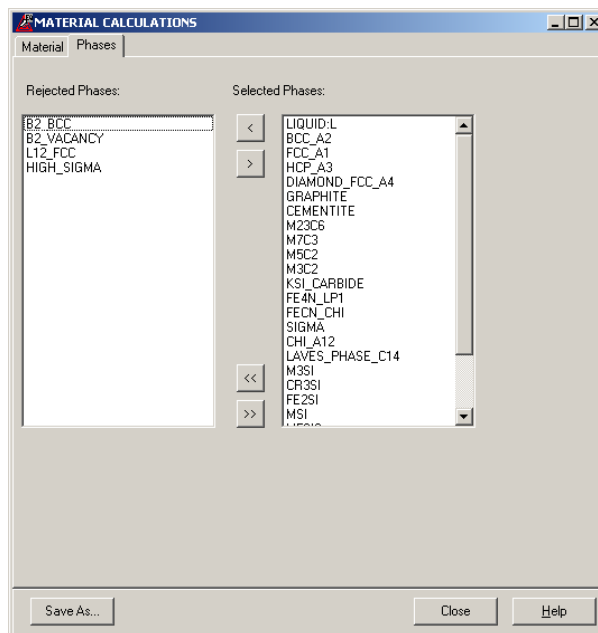 MATERIAL CALCULATIONS
Material Phases
Rejected Phases:
Selected Phases:
B2_BCC
B2_VACANCY
L12_FCC
HIGH_SIGMA
<
>
<<
>>
LIQUID:L
BCC_A2
FCC_A1
HCP_A3
DIAMOND_FCC_A4
GRAPHITE
CEMENTITE
M23C6
M7C3
M5C2
M3C2
KSI_CARBIDE
FE4N_LP1
FECN_CHI
SIGMA
CHI_A12
LAVES_PHASE_C14
M3SI
CR3SI
FE2SI
MSI
Save As...
Close
Help